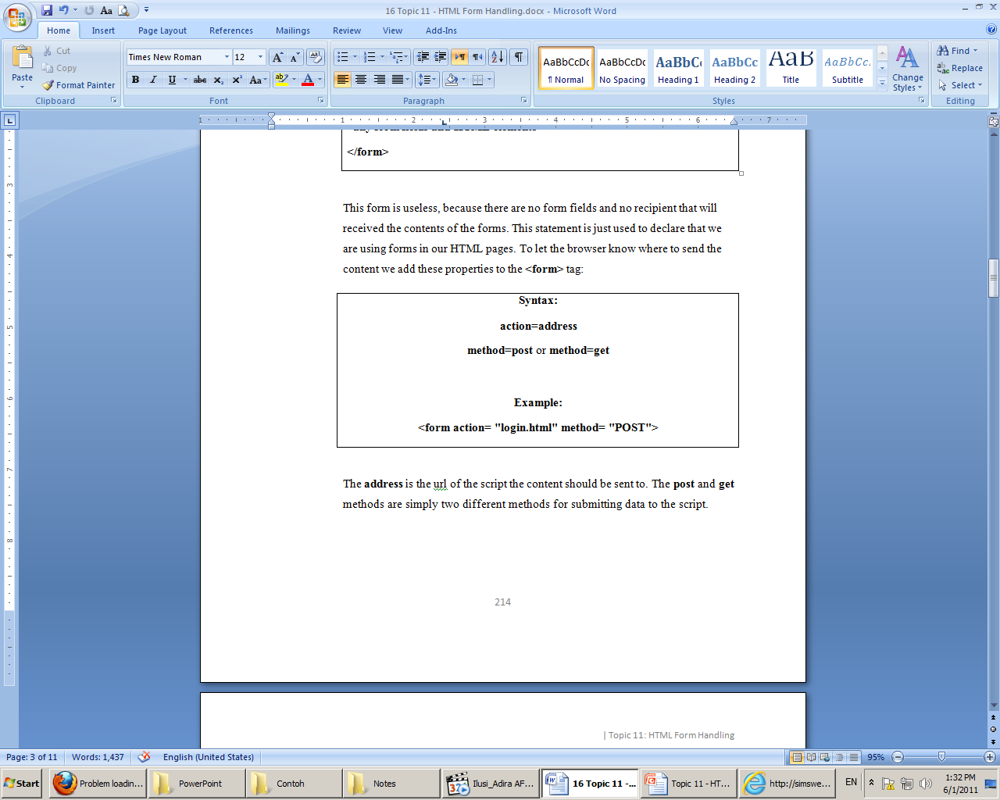 16 Topic 11 - HTML Form Handling.docx - Microsoft Word
Home Insert Page Layout References Mailings Review View Add-Ins
Paste
Cut
Copy
Format Painter
Clipboard
Times New Roman 12
Font
Paragraph
AaBbCcDc AaBbCcDc AaBbC AaBbCc AaB AaBbCc.
¶ Normal No Spacing Heading 1 Heading 2 Title Subtitle
Change Styles
Styles
Find
Replace
Select
Editing
1 1 2 3 4 5 6 7
</form>
This form is useless, because there are no form fields and no recipient that will
received the contents of the forms. This statement is just used to declare that we
are using forms in our HTML pages. To let the browser know where to send the
content we add these properties to the <form> tag:
Syntax:
action=address
method=post or method=get
Example:
<form action= "login.html" method= "POST">
The address is the url of the script the content should be sent to. The post and get
methods are simply two different methods for submitting data to the script.
214
| Topic 11: HTML Form Handling
Page: 3 of 11 Words: 1,437 English (United States) 95%
Start Problem loadin... PowerPoint Contoh Notes Ilusi_Adira AF... 16 Topic 11 -... Topic 11 - HT... http://simswe... EN 1:32 PM
6/1/2011